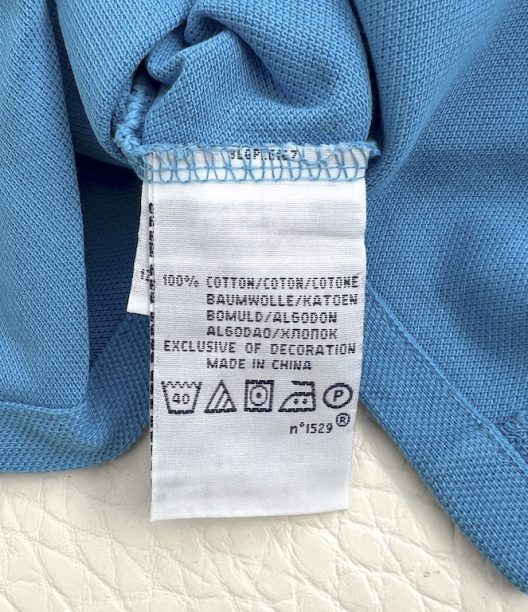 100% COTTON/COTON/COTONE
BAUMWOLLE/KATOEN
BOMULD/ALGODON
ALGODAO/ХЛОПОК
EXCLUSIVE OF DECORATION
MADE IN CHINA
40 P
n°1529 ®